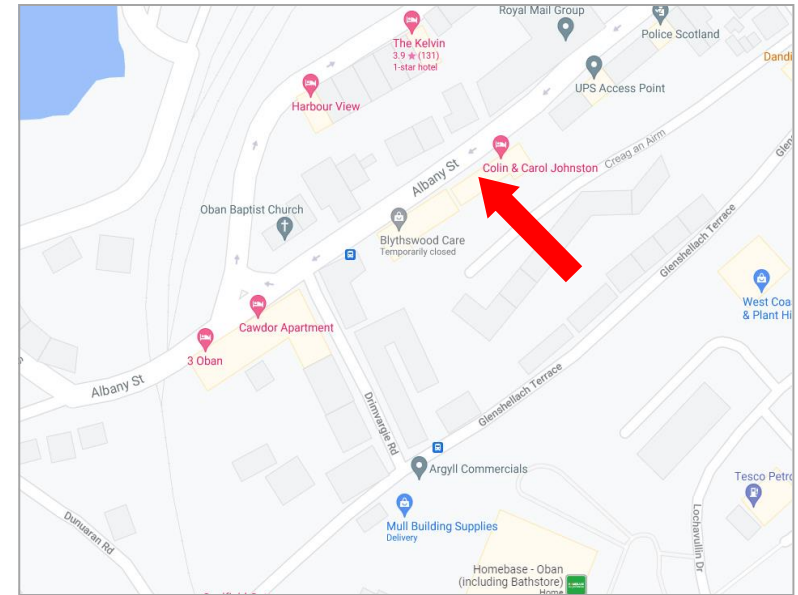 Royal Mail Group
Police Scotland
The Kelvin
3.9 ★ (131)
1-star hotel
Dandi
UPS Access Point
Harbour View
Creag an Airm
Glen
Colin & Carol Johnston
Albany St
Oban Baptist Church
Blythswood Care
Temporarily closed
Glenshellach Terrace
West Coa
& Plant Hi
Cawdor Apartment
3 Oban
Albany St
Glenshellach Terrace
Drimvargie Rd
Argyll Commercials
Tesco Petro
Mull Building Supplies
Delivery
Lochavullin Dr
Dunuaran Rd
Homebase - Oban
(including Bathstore)
Home